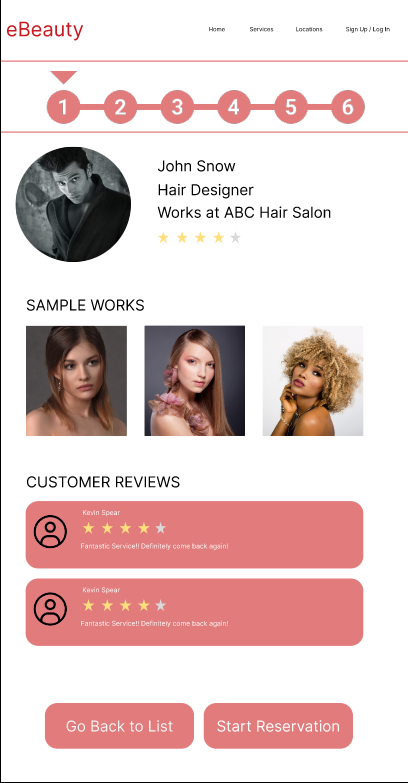 eBeauty
Home Services Locations Sign Up / Log In
1 2 3 4 5 6
John Snow
Hair Designer
Works at ABC Hair Salon
SAMPLE WORKS
CUSTOMER REVIEWS
Kevin Spear
Fantastic Service!! Definitely come back again!
Kevin Spear
Fantastic Service!! Definitely come back again!
Go Back to List
Start Reservation